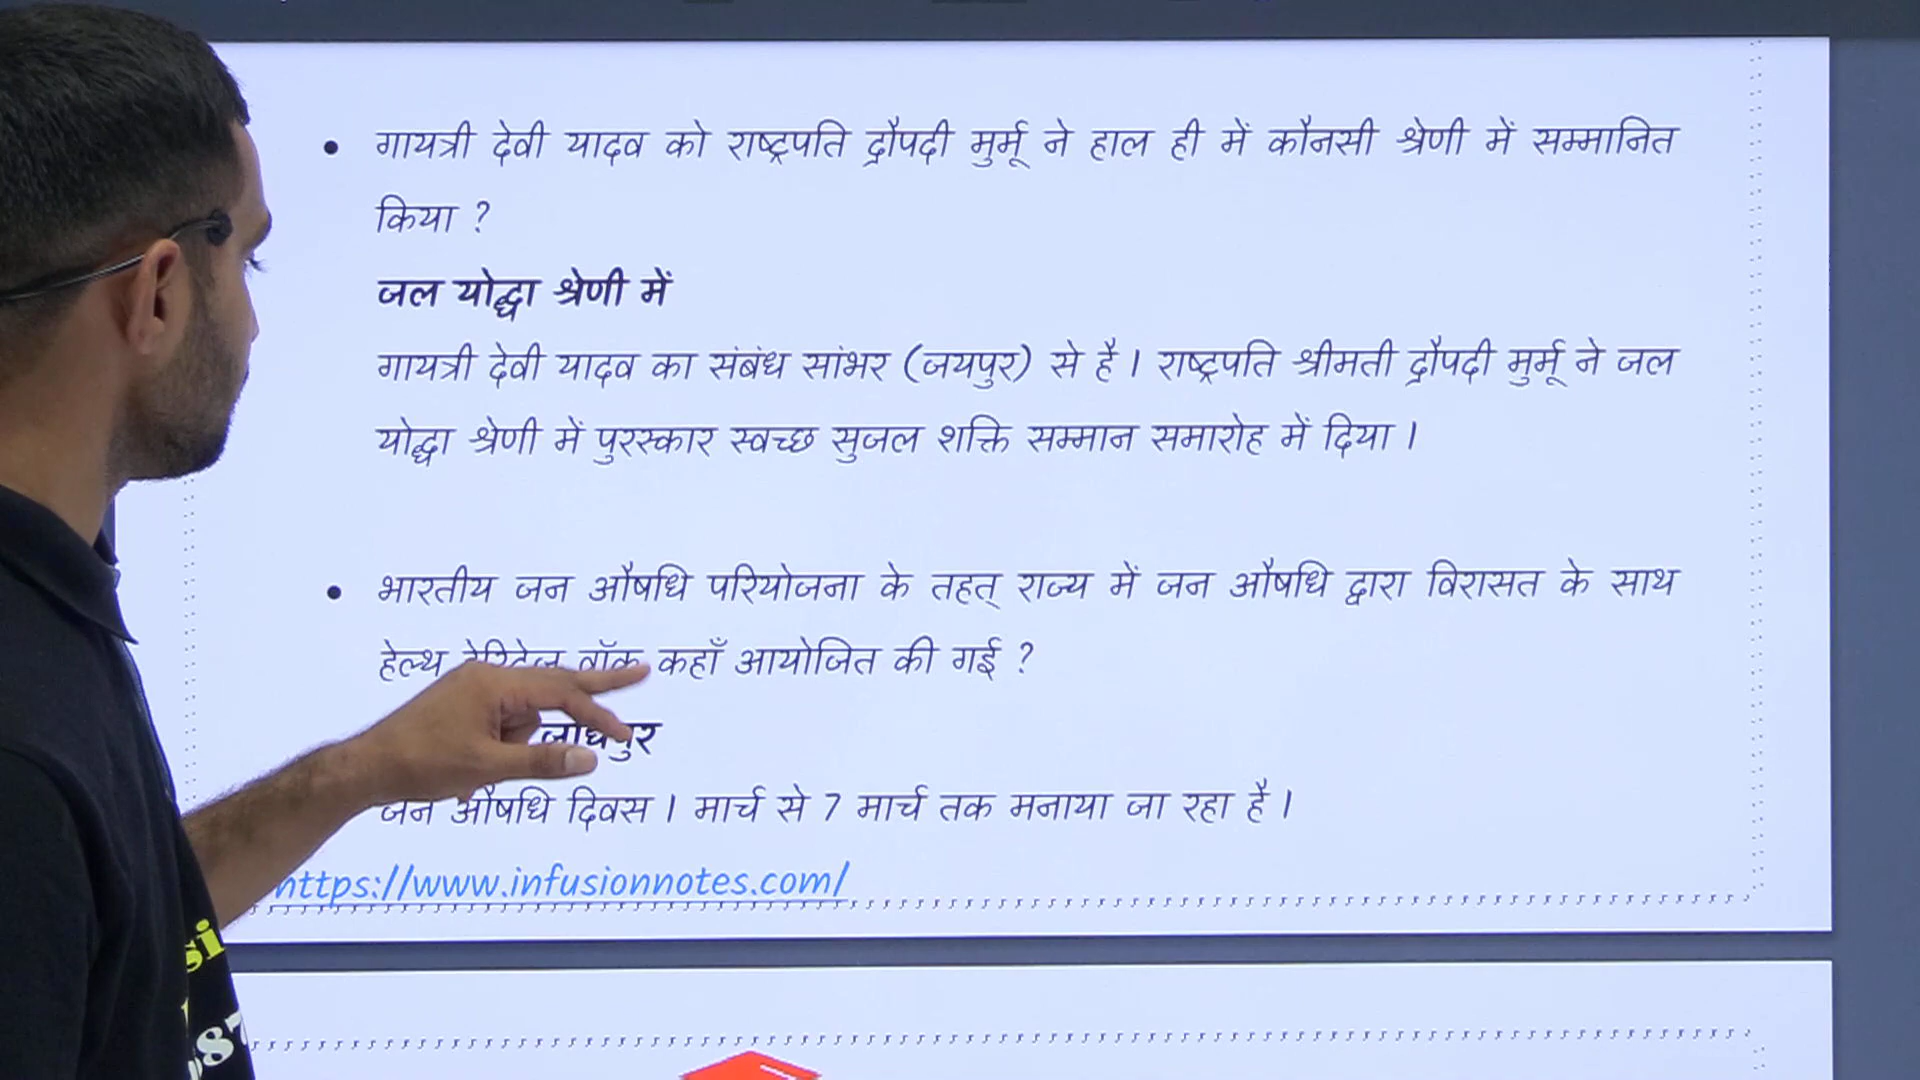 • गायत्री देवी यादव को राष्ट्रपति द्रौपदी मुर्मू ने हाल ही में कौनसी श्रेणी में सम्मानित
किया ?
जल योद्धा श्रेणी में
गायत्री देवी यादव का संबंध सांभर (जयपुर) से है । राष्ट्रपति श्रीमती द्रौपदी मुर्मू ने जल
योद्धा श्रेणी में पुरस्कार स्वच्छ सुजल शक्ति सम्मान समारोह में दिया ।
• भारतीय जन औषधि परियोजना के तहत् राज्य में जन औषधि द्वारा विरासत के साथ
हेल्थ हेरिटेज वॉक कहाँ आयोजित की गई ?
जोधपुर
जन औषधि दिवस । मार्च से 7 मार्च तक मनाया जा रहा है ।
https://www.infusionnotes.com/